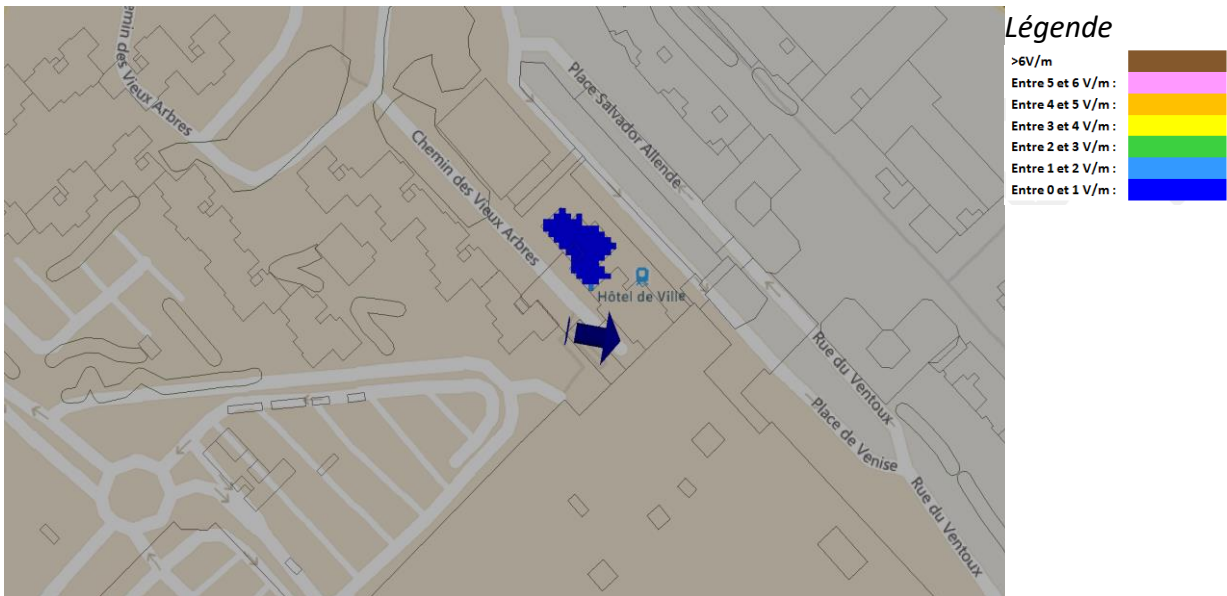 Légende
>6V/m
Entre 5 et 6 V/m :
Entre 4 et 5 V/m :
Entre 3 et 4 V/m :
Entre 2 et 3 V/m :
Entre 1 et 2 V/m :
Entre 0 et 1 V/m :
emin des Vieux Arbres
Place Salvador Allende
Chemin des Vieux Arbres
Hôtel de Ville
Rue du Ventoux
Place de Venise
Rue du Ventoux